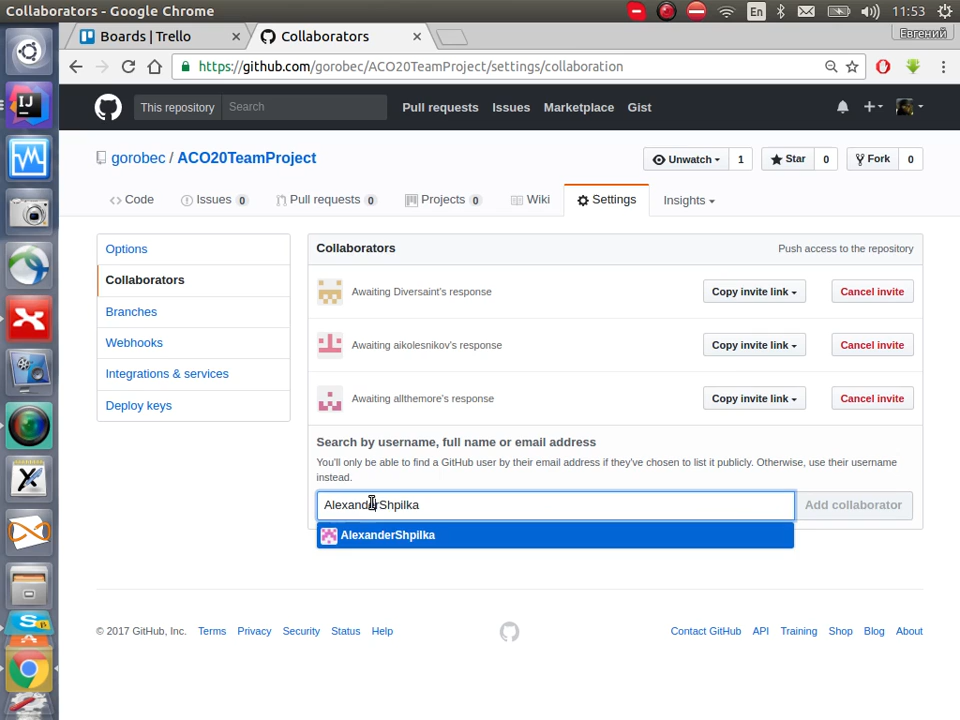 Collaborators - Google Chrome
En
11:53
Boards | Trello
Collaborators
Евгений
https://github.com/gorobec/ACO20TeamProject/settings/collaboration
This repository
Search
Pull requests
Issues
Marketplace
Gist
gorobec / ACO20TeamProject
Unwatch
1
Star
0
Fork
0
Code
Issues 0
Pull requests 0
Projects 0
Wiki
Settings
Insights
Options
Collaborators
Branches
Webhooks
Integrations & services
Deploy keys
Collaborators
Push access to the repository
Awaiting Diversaint's response
Copy invite link
Cancel invite
Awaiting aikolesnikov's response
Copy invite link
Cancel invite
Awaiting allthemore's response
Copy invite link
Cancel invite
Search by username, full name or email address
You'll only be able to find a GitHub user by their email address if they've chosen to list it publicly. Otherwise, use their username
instead.
AlexanderShpilka
Add collaborator
AlexanderShpilka
© 2017 GitHub, Inc.
Terms
Privacy
Security
Status
Help
Contact GitHub
API
Training
Shop
Blog
About